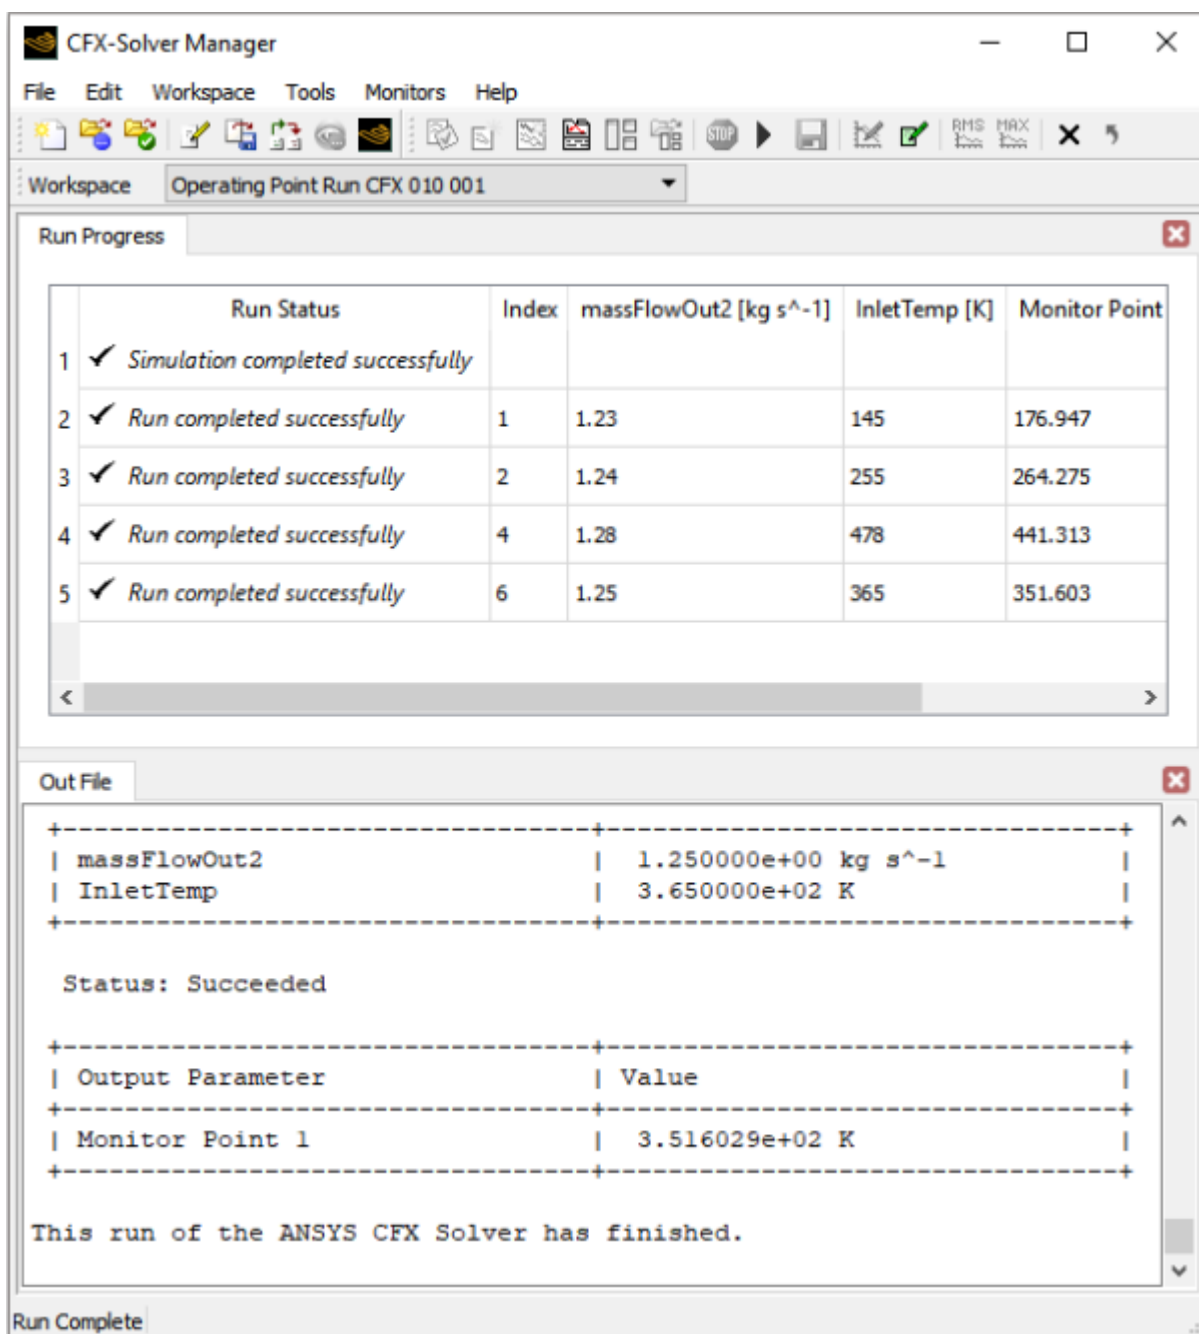 CFX-Solver Manager
File Edit Workspace Tools Monitors Help
STOP RMS MAX
Workspace Operating Point Run CFX 010 001
Run Progress
Run Status Index massFlowOut2 [kg s^-1] InletTemp [K] Monitor Point
1 Simulation completed successfully
2 Run completed successfully 1 1.23 145 176.947
3 Run completed successfully 2 1.24 255 264.275
4 Run completed successfully 4 1.28 478 441.313
5 Run completed successfully 6 1.25 365 351.603
Out File
+----------------------------------+---------------------------------+
| massFlowOut2 | 1.250000e+00 kg s^-1 |
| InletTemp | 3.650000e+02 K |
+----------------------------------+---------------------------------+
Status: Succeeded
+----------------------------------+---------------------------------+
| Output Parameter | Value |
+----------------------------------+---------------------------------+
| Monitor Point 1 | 3.516029e+02 K |
+----------------------------------+---------------------------------+
This run of the ANSYS CFX Solver has finished.
Run Complete